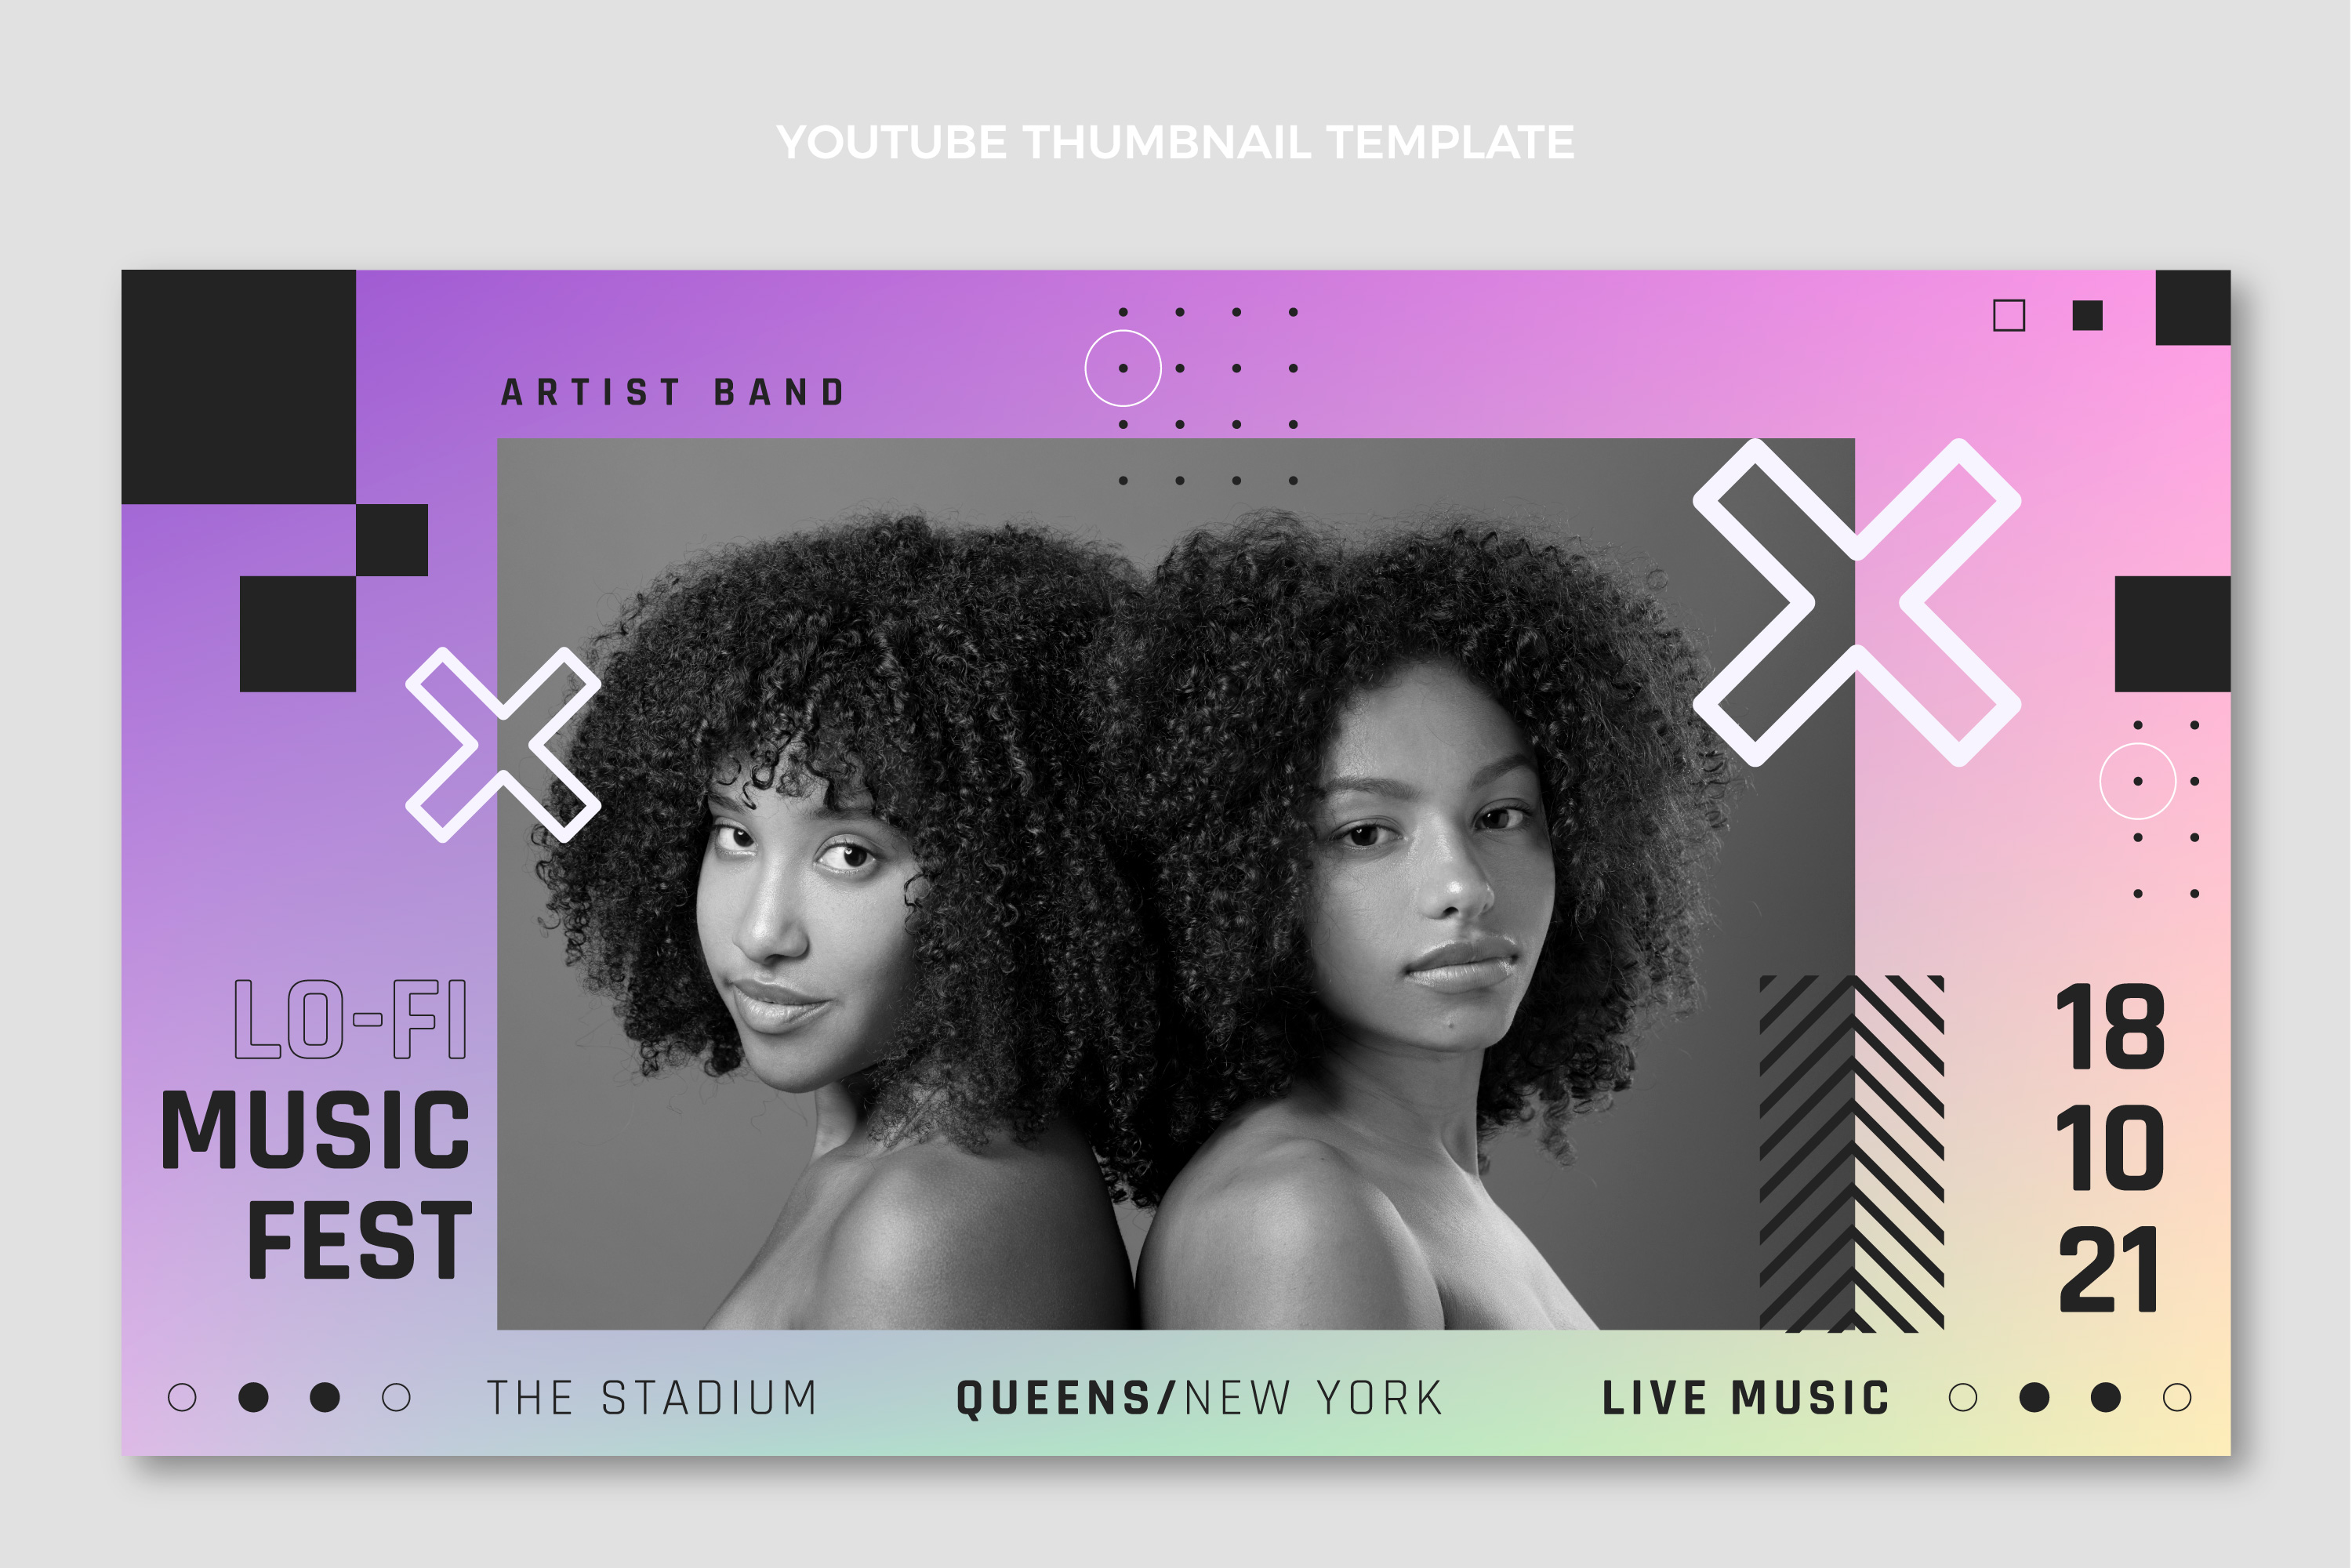 YOUTUBE THUMBNAIL TEMPLATE
ARTIST BAND
LO-FI
MUSIC
FEST
18
10
21
THE STADIUM
QUEENS/NEW YORK
LIVE MUSIC